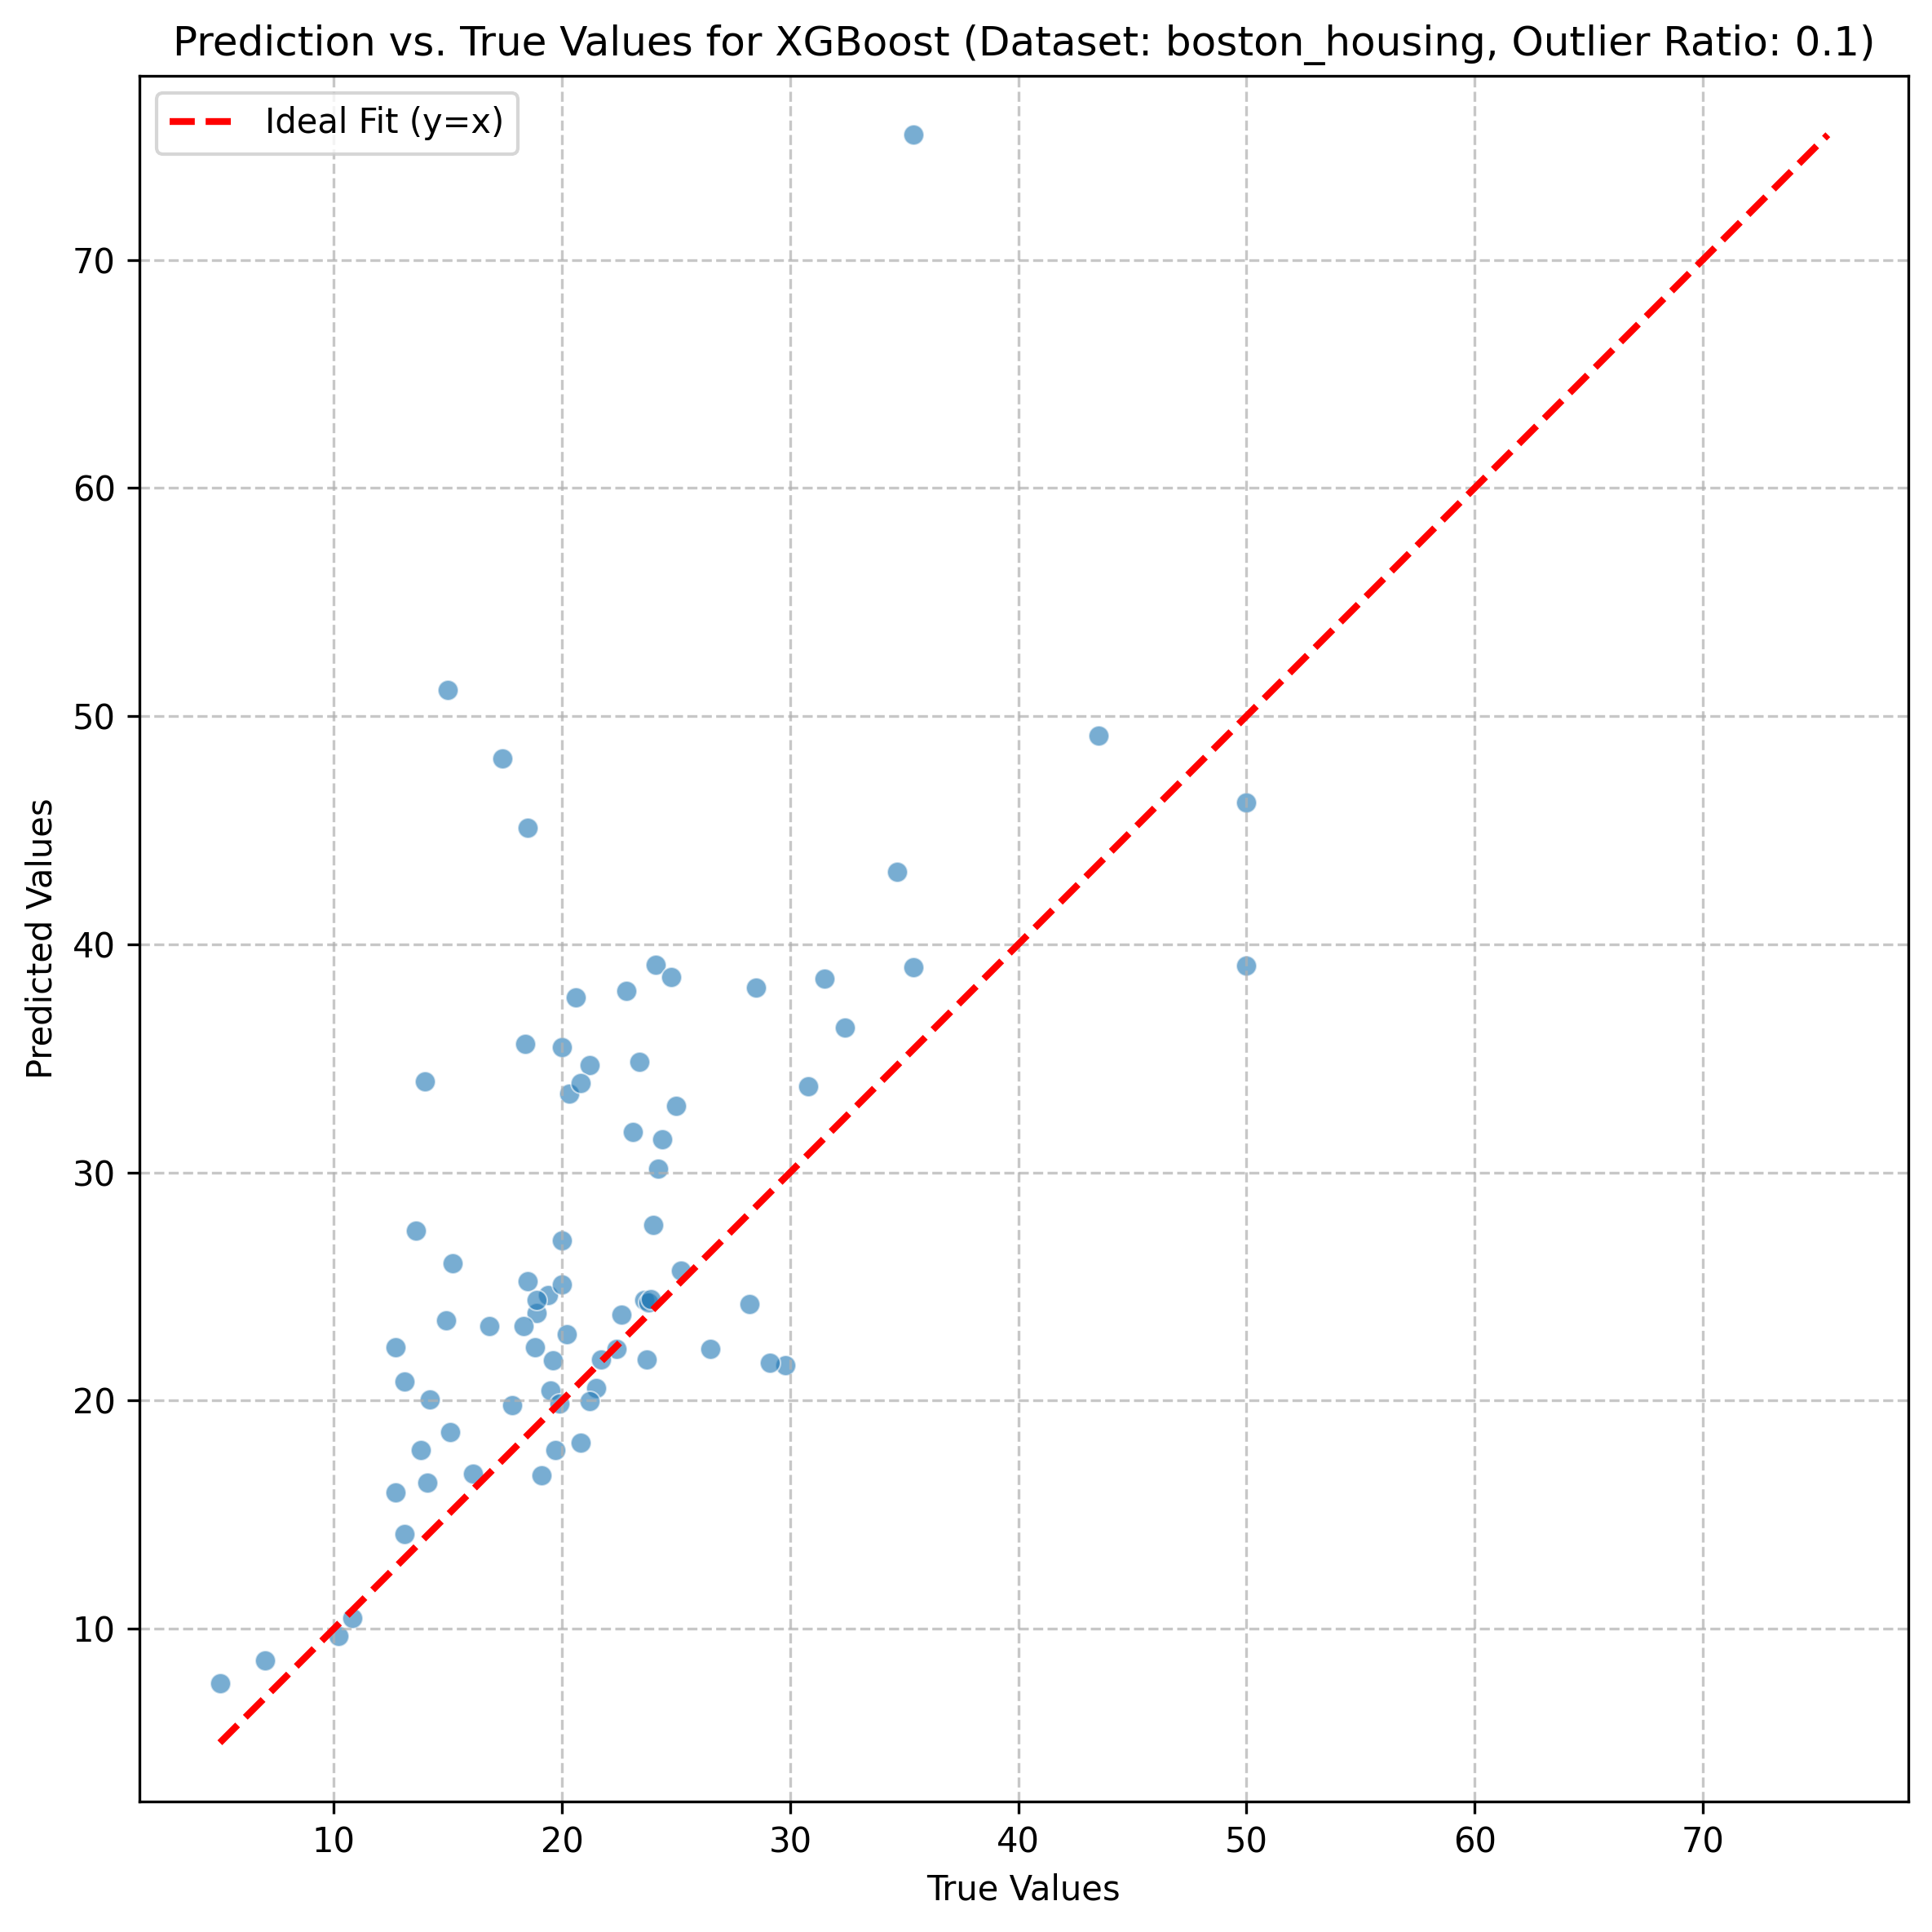 Prediction vs. True Values for XGBoost (Dataset: boston_housing, Outlier Ratio: 0.1)
Ideal Fit (y=x)
Predicted Values
70
60
50
40
30
20
10
10 20 30 40 50 60 70
True Values